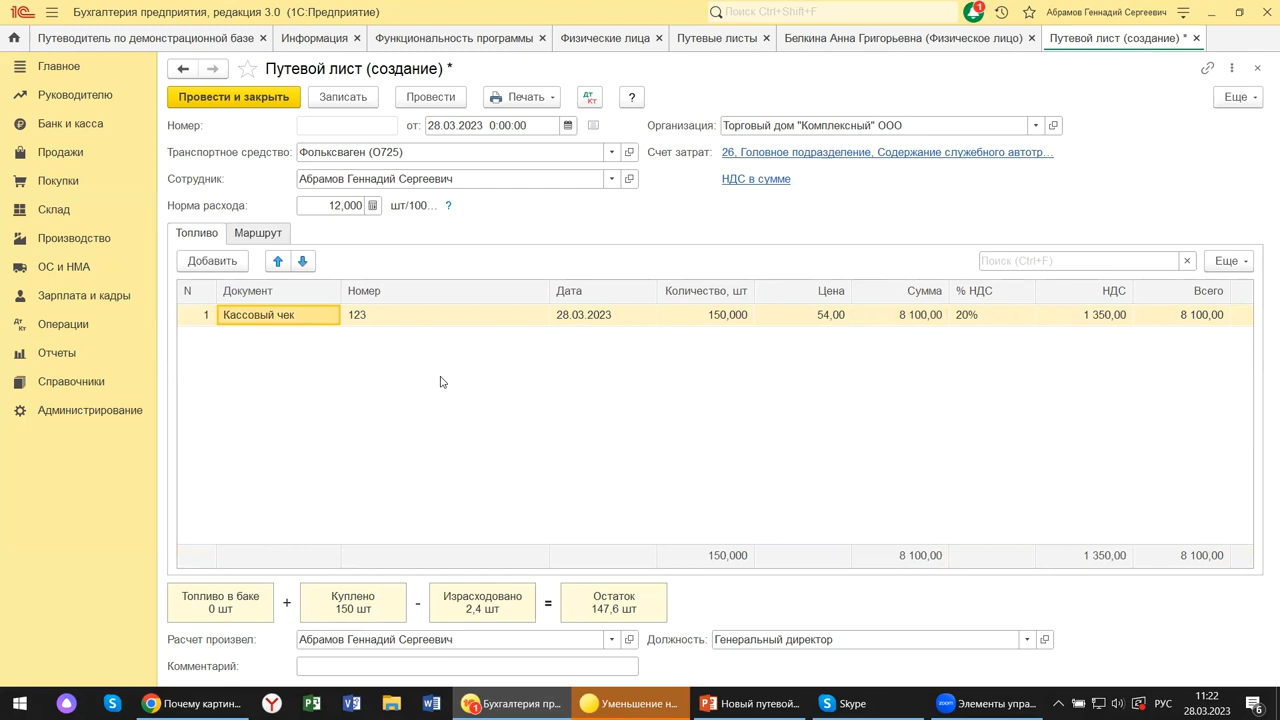 Бухгалтерия предприятия, редакция 3.0 (1С:Предприятие)
Поиск Ctrl+Shift+F
1
Абрамов Геннадий Сергеевич
Путеводитель по демонстрационной базе
Информация
Функциональность программы
Физические лица
Путевые листы
Белкина Анна Григорьевна (Физическое лицо)
Путевой лист (создание) *
Главное
Руководителю
Банк и касса
Продажи
Покупки
Склад
Производство
ОС и НМА
Зарплата и кадры
Операции
Отчеты
Справочники
Администрирование
Путевой лист (создание) *
Провести и закрыть
Записать
Провести
Печать
Дт Кт
?
Еще
Номер:
от: 28.03.2023 0:00:00
Организация: Торговый дом "Комплексный" ООО
Транспортное средство: Фольксваген (О725)
Счет затрат: 26, Головное подразделение, Содержание служебного автотр...
Сотрудник: Абрамов Геннадий Сергеевич
НДС в сумме
Норма расхода: 12,000 шт/100... ?
Топливо
Маршрут
Добавить
Поиск (Ctrl+F)
Еще
N Документ Номер Дата Количество, шт Цена Сумма % НДС НДС Всего
1 Кассовый чек 123 28.03.2023 150,000 54,00 8 100,00 20% 1 350,00 8 100,00
150,000 8 100,00 1 350,00 8 100,00
Топливо в баке
0 шт
+
Куплено
150 шт
-
Израсходовано
2,4 шт
=
Остаток
147,6 шт
Расчет произвел: Абрамов Геннадий Сергеевич
Должность: Генеральный директор
Комментарий:
Почему картин...
Бухгалтерия пр...
Уменьшение н...
Новый путевой...
Skype
Элементы упра...
РУС
11:22
28.03.2023
6